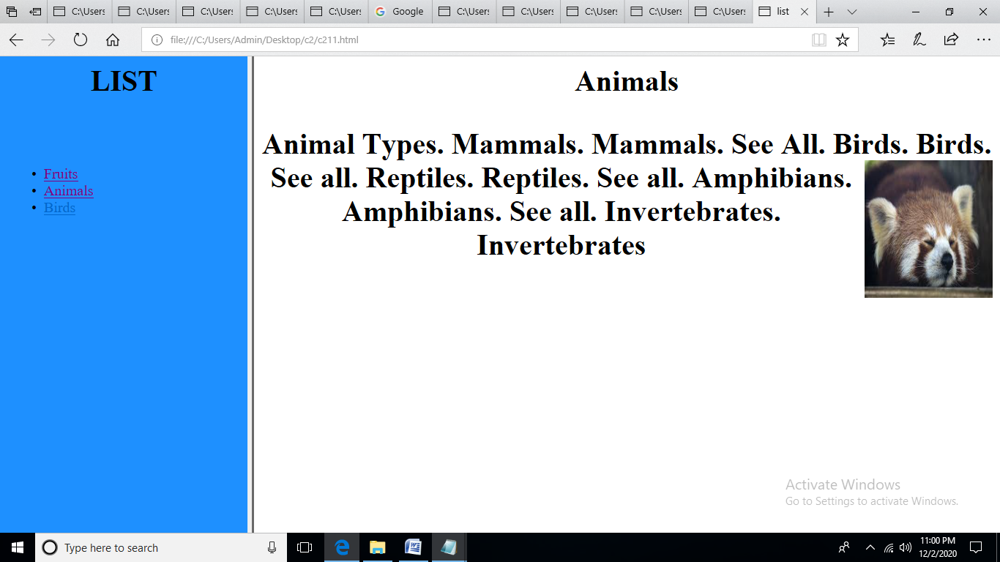 C:\Users C:\Users C:\Users C:\Users C:\Users Google C:\Users C:\Users C:\Users C:\Users C:\Users list
file:///C:/Users/Admin/Desktop/c2/c211.html
LIST
Fruits
Animals
Birds
Animals
Animal Types. Mammals. Mammals. See All. Birds. Birds.
See all. Reptiles. Reptiles. See all. Amphibians.
Amphibians. See all. Invertebrates.
Invertebrates
Activate Windows
Go to Settings to activate Windows.
Type here to search
11:00 PM
12/2/2020